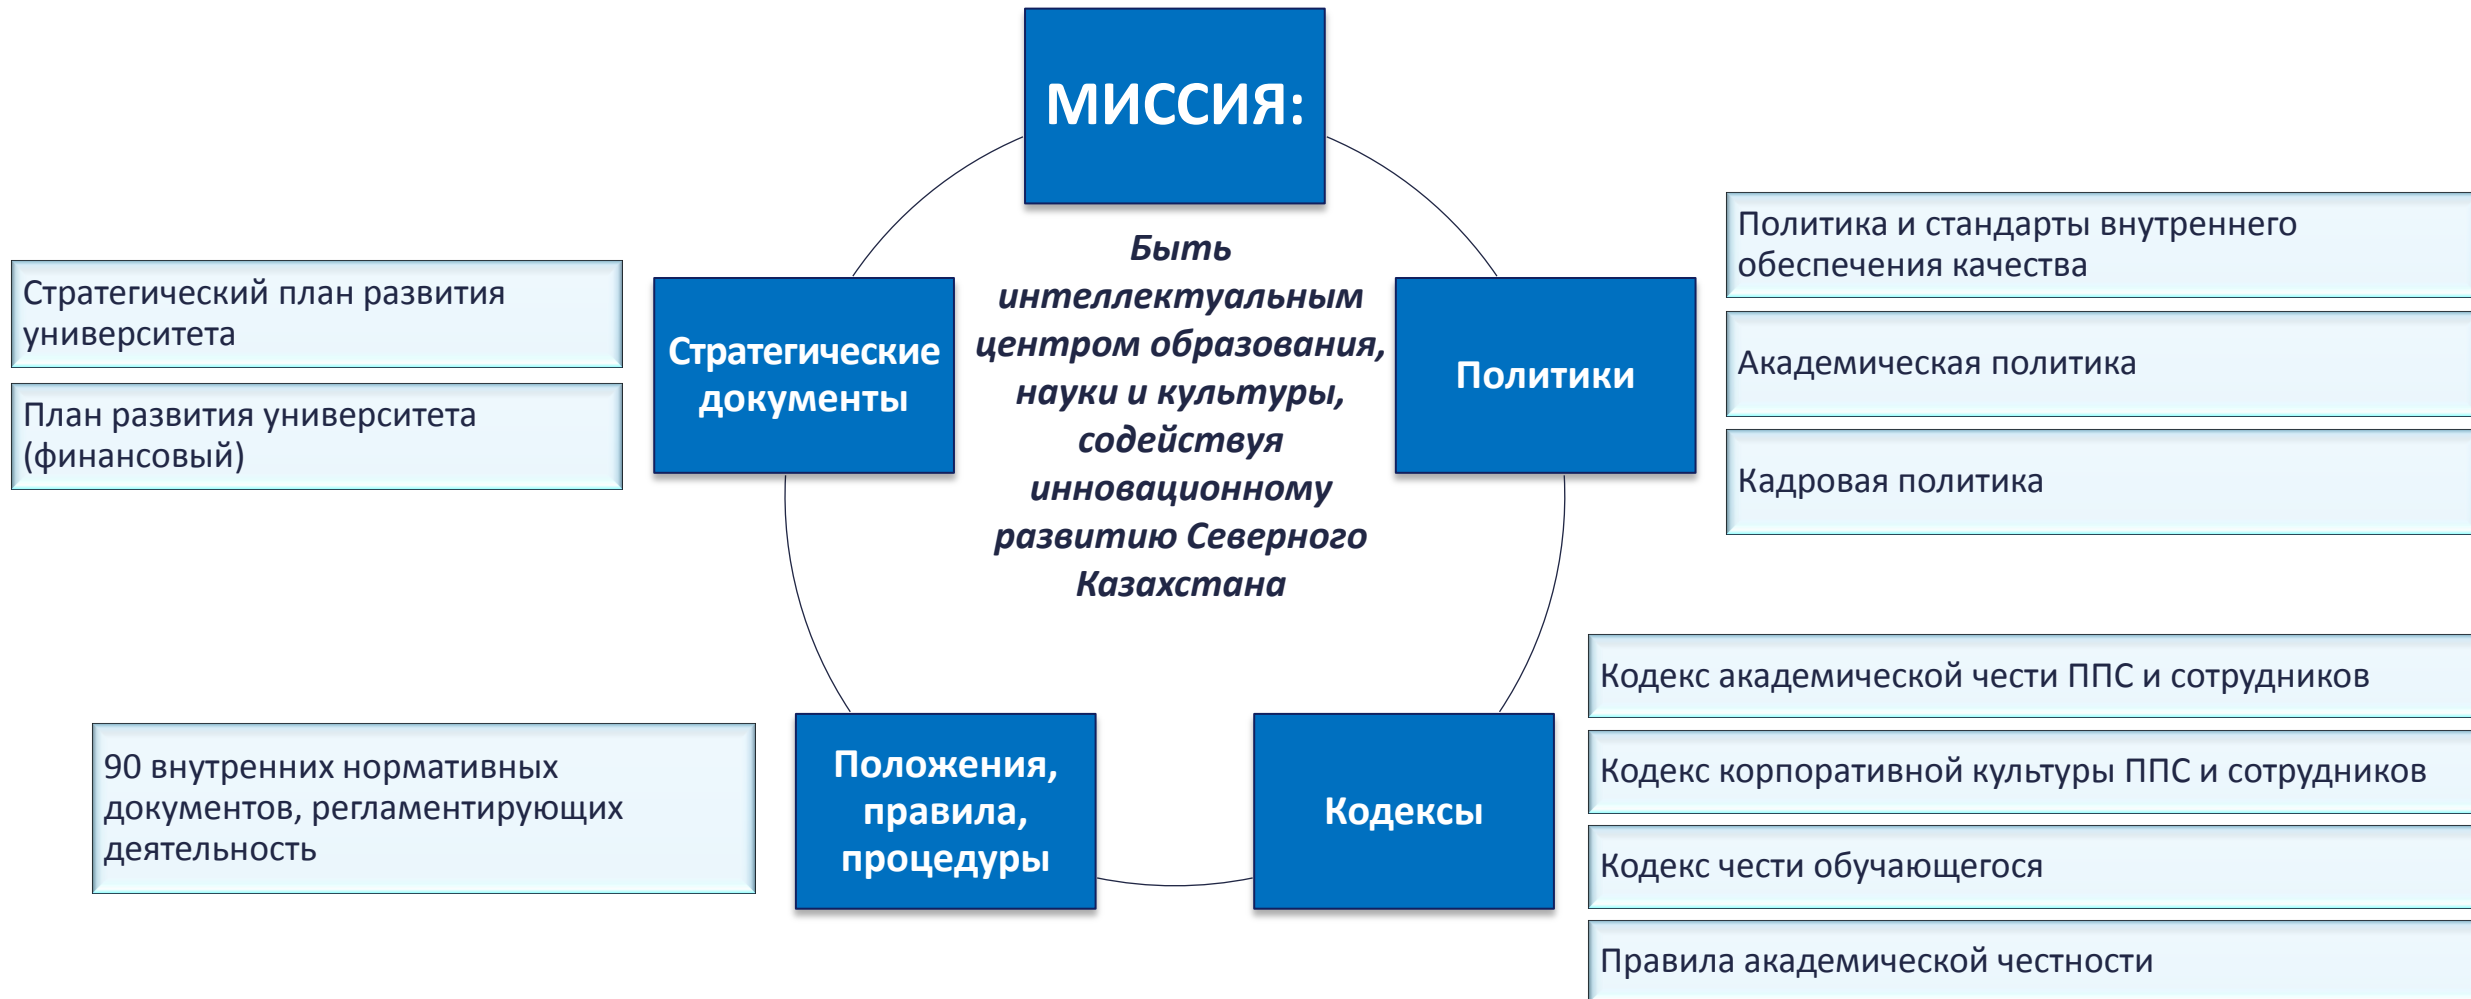 МИССИЯ:
Быть
интеллектуальным
центром образования,
науки и культуры,
содействуя
инновационному
развитию Северного
Казахстана
Политики
Политика и стандарты внутреннего
обеспечения качества
Академическая политика
Кадровая политика
Кодексы
Кодекс академической чести ППС и сотрудников
Кодекс корпоративной культуры ППС и сотрудников
Кодекс чести обучающегося
Правила академической честности
Положения,
правила,
процедуры
90 внутренних нормативных
документов, регламентирующих
деятельность
Стратегические
документы
Стратегический план развития
университета
План развития университета
(финансовый)